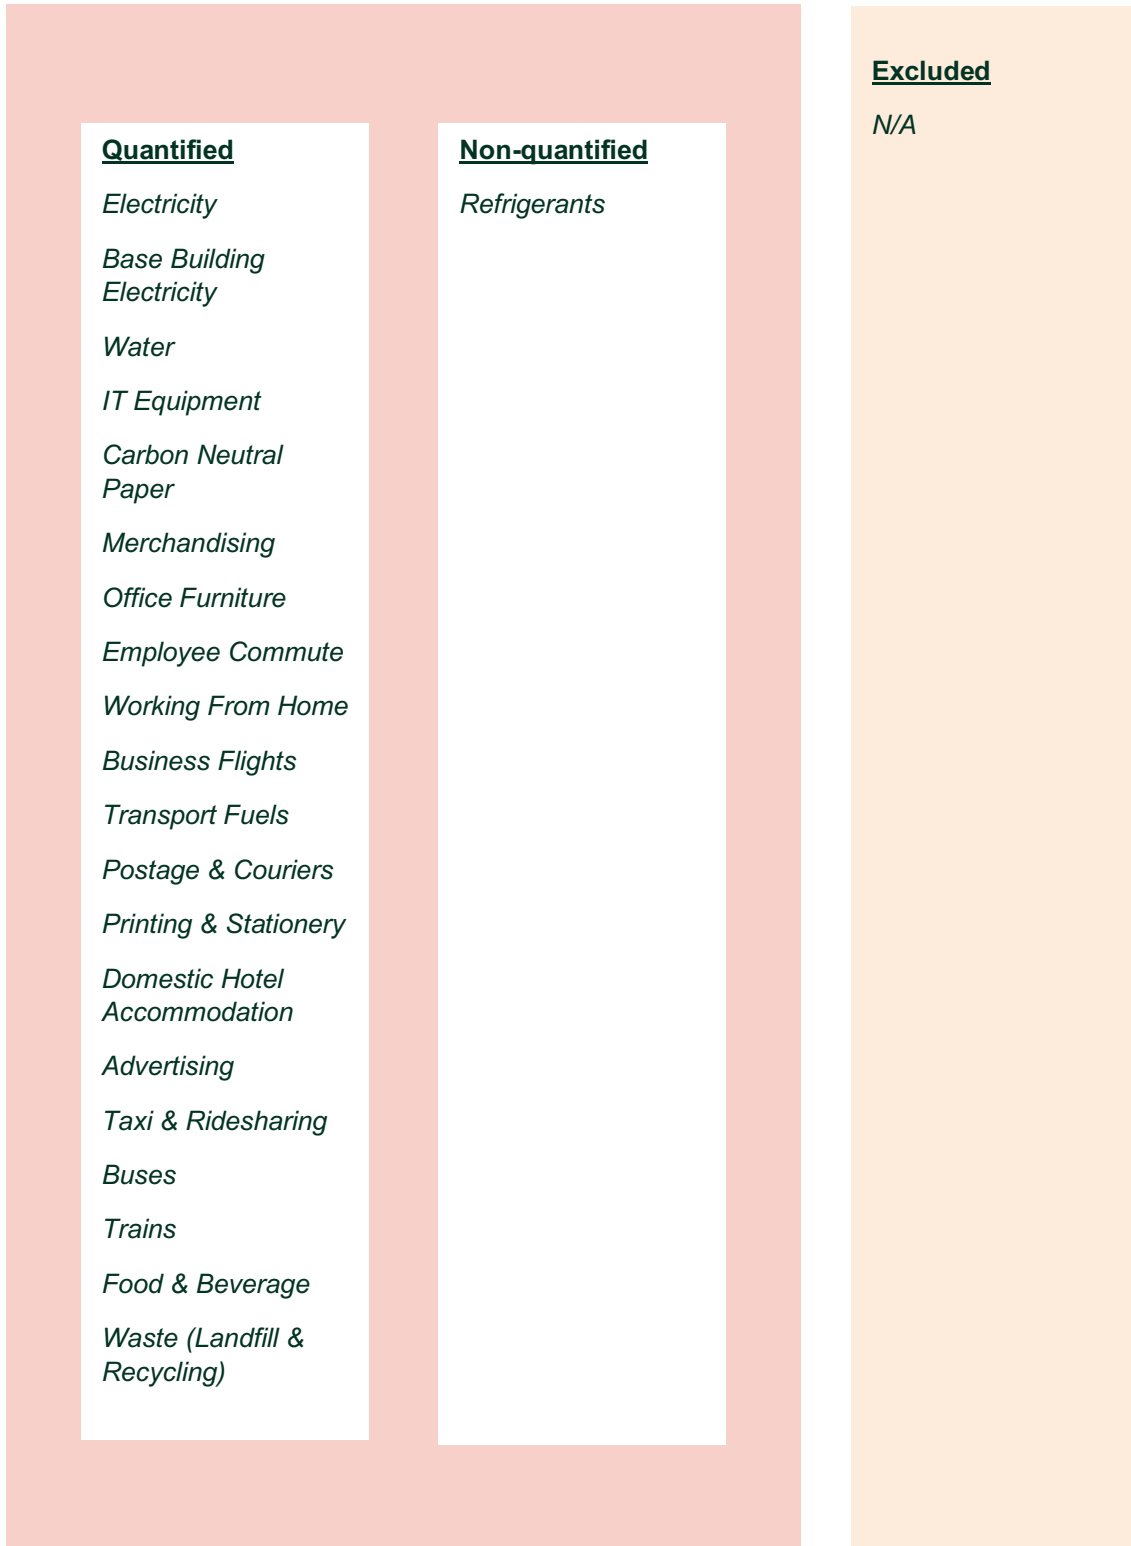 Quantified
Electricity
Base Building
Electricity
Water
IT Equipment
Carbon Neutral
Paper
Merchandising
Office Furniture
Employee Commute
Working From Home
Business Flights
Transport Fuels
Postage & Couriers
Printing & Stationery
Domestic Hotel
Accommodation
Advertising
Taxi & Ridesharing
Buses
Trains
Food & Beverage
Waste (Landfill &
Recycling)
Non-quantified
Refrigerants
Excluded
N/A